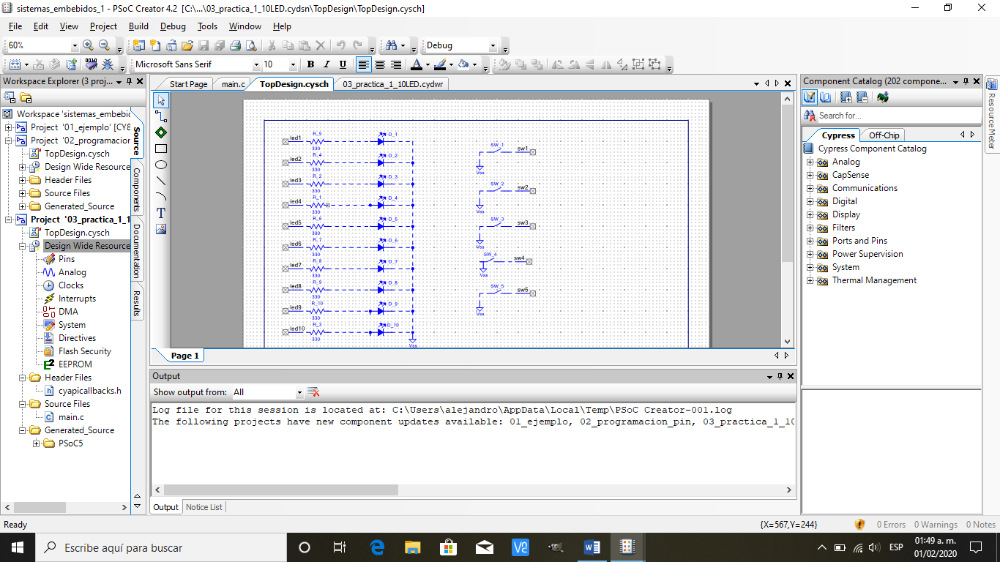 sistemas_embebidos_1 - PSoC Creator 4.2 [C:\...\03_practica_1_10LED.cydsn\TopDesign\TopDesign.cysch]
File Edit View Project Build Debug Tools Window Help
60% Debug
Microsoft Sans Serif 10 B I U A
Workspace Explorer (3 proj...
Workspace 'sistemas_embebid
Project '01_ejemplo' [CY8
Project '02_programacion
TopDesign.cysch
Design Wide Resource
Header Files
Source Files
Generated_Source
Project '03_practica_1_1
TopDesign.cysch
Design Wide Resource
Pins
Analog
Clocks
Interrupts
DMA
System
Directives
Flash Security
EEPROM
Header Files
cyapicallbacks.h
Source Files
main.c
Generated_Source
PSoC5
Source
Components
Documentation
Results
Start Page main.c TopDesign.cysch 03_practica_1_10LED.cydwr
led1 R_5 330 D_1
led2 R_4 330 D_2
led3 R_2 330 D_3
led4 R_1 330 D_4
led5 R_6 330 D_5
led6 R_7 330 D_6
led7 R_8 330 D_7
led8 R_9 330 D_8
led9 R_10 330 D_9
led10 R_3 330 D_10
Vss
SW_1 sw1
Vss
SW_2 sw2
Vss
SW_3 sw3
Vss
SW_4 sw4
Vss
SW_5 sw5
Vss
Page 1
Output
Show output from: All
Log file for this session is located at: C:\Users\alejandro\AppData\Local\Temp\PSoC Creator-001.log
The following projects have new component updates available: 01_ejemplo, 02_programacion_pin, 03_practica_1_10
Output Notice List
Component Catalog (202 compone...
Search for...
Cypress Off-Chip
Cypress Component Catalog
Analog
CapSense
Communications
Digital
Display
Filters
Ports and Pins
Power Supervision
System
Thermal Management
Resource Meter
Ready {X=567,Y=244} 0 Errors 0 Warnings 0 Notes
Escribe aquí para buscar
ESP
01:49 a. m.
01/02/2020